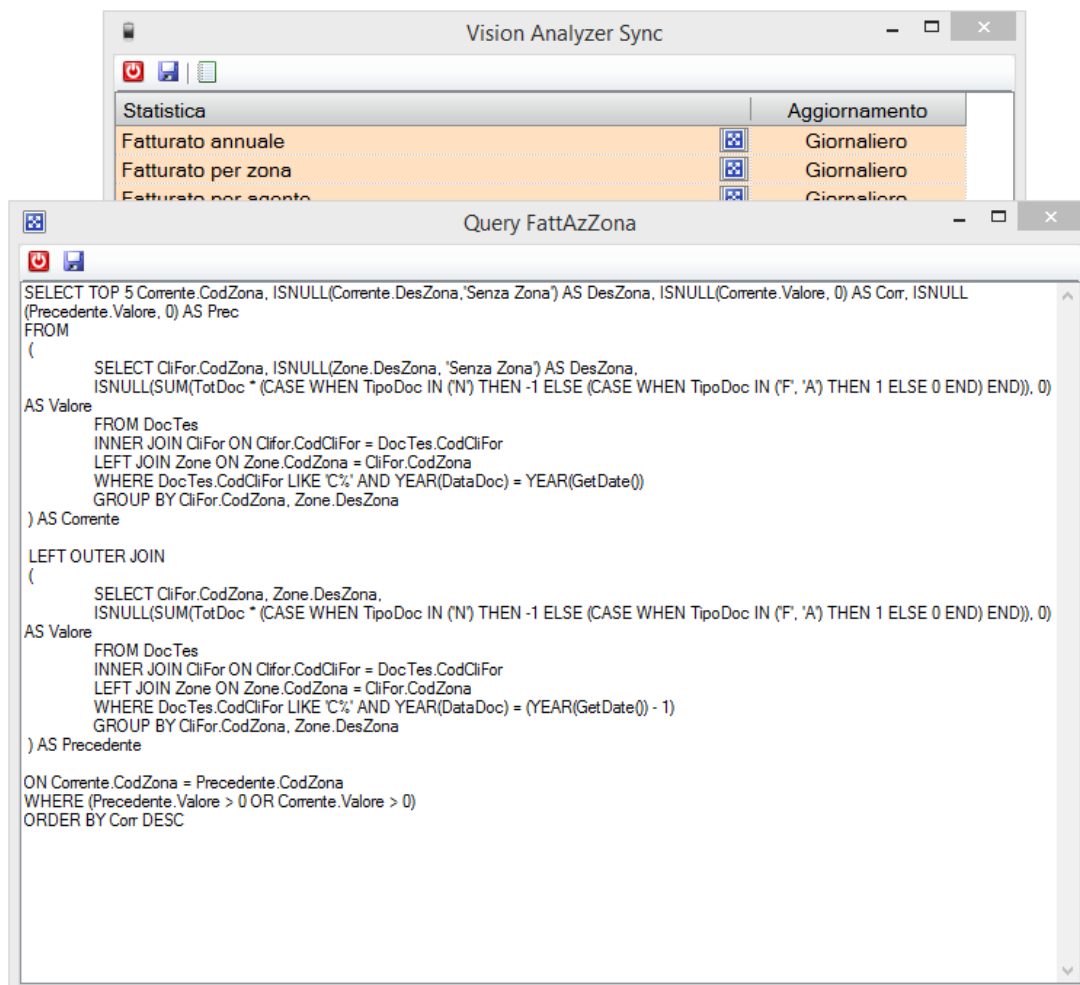 Vision Analyzer Sync
Statistica Aggiornamento
Fatturato annuale Giornaliero
Fatturato per zona Giornaliero
Fatturato per agente Giornaliero
Query FattAzZona
SELECT TOP 5 Corrente.CodZona, ISNULL(Corrente.DesZona,'Senza Zona') AS DesZona, ISNULL(Corrente.Valore, 0) AS Corr, ISNULL
(Precedente.Valore, 0) AS Prec
FROM
(
SELECT CliFor.CodZona, ISNULL(Zone.DesZona, 'Senza Zona') AS DesZona,
ISNULL(SUM(TotDoc * (CASE WHEN TipoDoc IN ('N') THEN -1 ELSE (CASE WHEN TipoDoc IN ('F', 'A') THEN 1 ELSE 0 END) END)), 0)
AS Valore
FROM DocTes
INNER JOIN CliFor ON Clifor.CodCliFor = DocTes.CodCliFor
LEFT JOIN Zone ON Zone.CodZona = CliFor.CodZona
WHERE DocTes.CodCliFor LIKE 'C%' AND YEAR(DataDoc) = YEAR(GetDate())
GROUP BY CliFor.CodZona, Zone.DesZona
) AS Corrente
LEFT OUTER JOIN
(
SELECT CliFor.CodZona, Zone.DesZona,
ISNULL(SUM(TotDoc * (CASE WHEN TipoDoc IN ('N') THEN -1 ELSE (CASE WHEN TipoDoc IN ('F', 'A') THEN 1 ELSE 0 END) END)), 0)
AS Valore
FROM DocTes
INNER JOIN CliFor ON Clifor.CodCliFor = DocTes.CodCliFor
LEFT JOIN Zone ON Zone.CodZona = CliFor.CodZona
WHERE DocTes.CodCliFor LIKE 'C%' AND YEAR(DataDoc) = (YEAR(GetDate()) - 1)
GROUP BY CliFor.CodZona, Zone.DesZona
) AS Precedente
ON Corrente.CodZona = Precedente.CodZona
WHERE (Precedente.Valore > 0 OR Corrente.Valore > 0)
ORDER BY Corr DESC